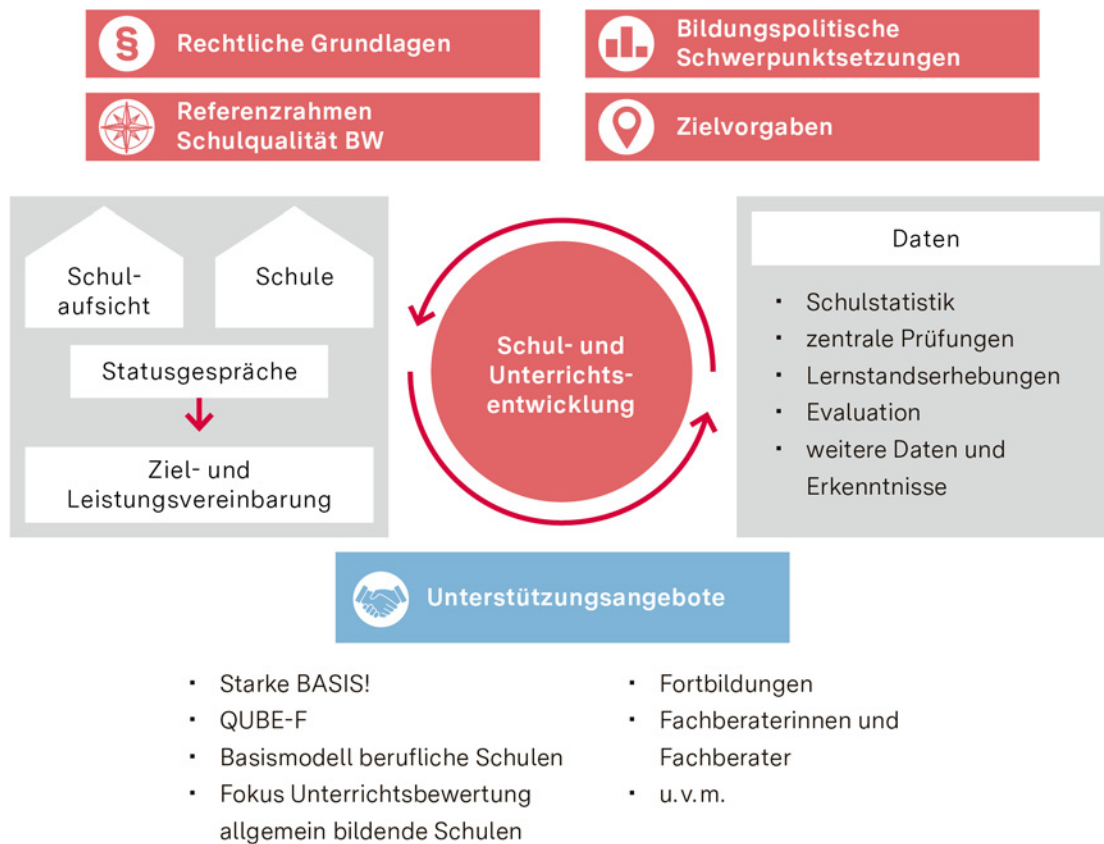 §
Rechtliche Grundlagen
Bildungspolitische
Schwerpunktsetzungen
Referenzrahmen
Schulqualität BW
Zielvorgaben
Schul-
aufsicht
Schule
Statusgespräche
Ziel- und
Leistungsvereinbarung
Schul- und
Unterrichts-
entwicklung
Daten
· Schulstatistik
· zentrale Prüfungen
· Lernstandserhebungen
· Evaluation
· weitere Daten und
Erkenntnisse
Unterstützungsangebote
· Starke BASIS!
· QUBE-F
· Basismodell berufliche Schulen
· Fokus Unterrichtsbewertung
allgemein bildende Schulen
· Fortbildungen
· Fachberaterinnen und
Fachberater
· u.v.m.